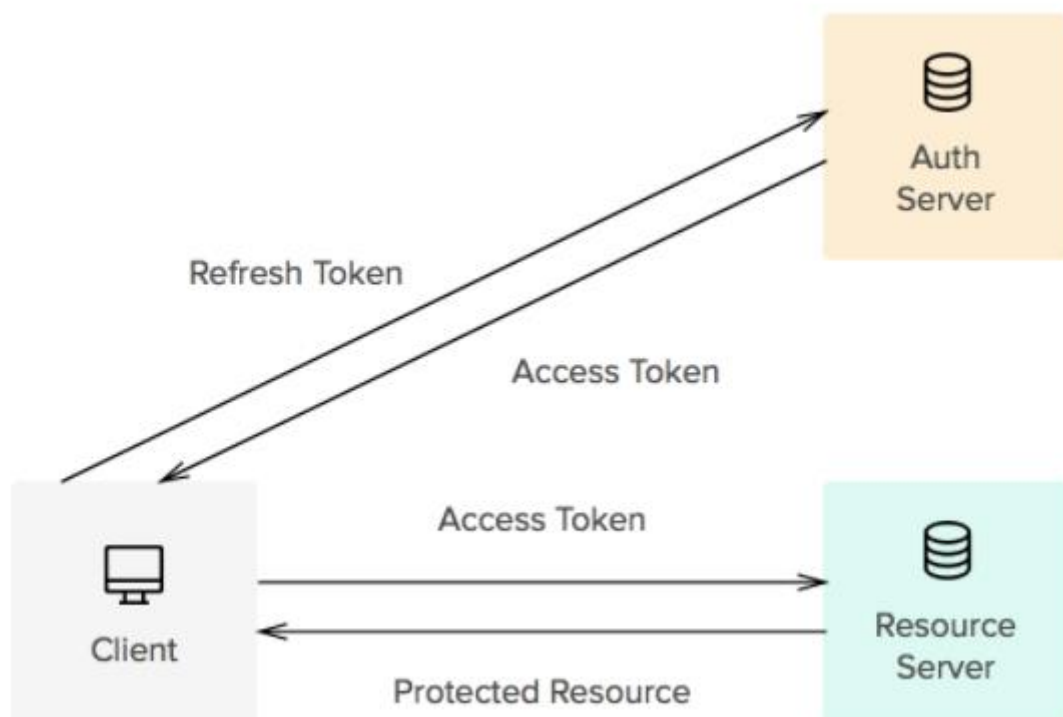 Auth
Server
Refresh Token
Access Token
Access Token
Client
Resource
Server
Protected Resource